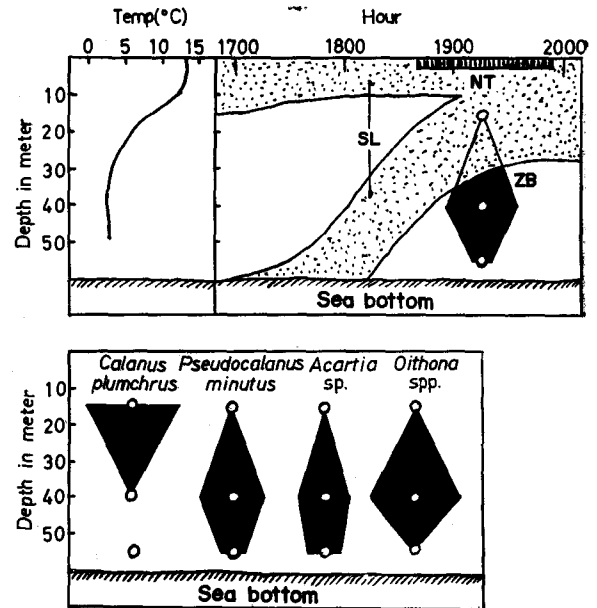 Temp(°C) Hour
0 5 10 15 1700 1800 1900 2000
NT
10
20
SL
30
ZB
40
50
Depth in meter
Sea bottom
Calanus Pseudocalanus Acartia Oithona
plumchrus minutus sp. spp.
10
20
30
40
50
Depth in meter
Sea bottom